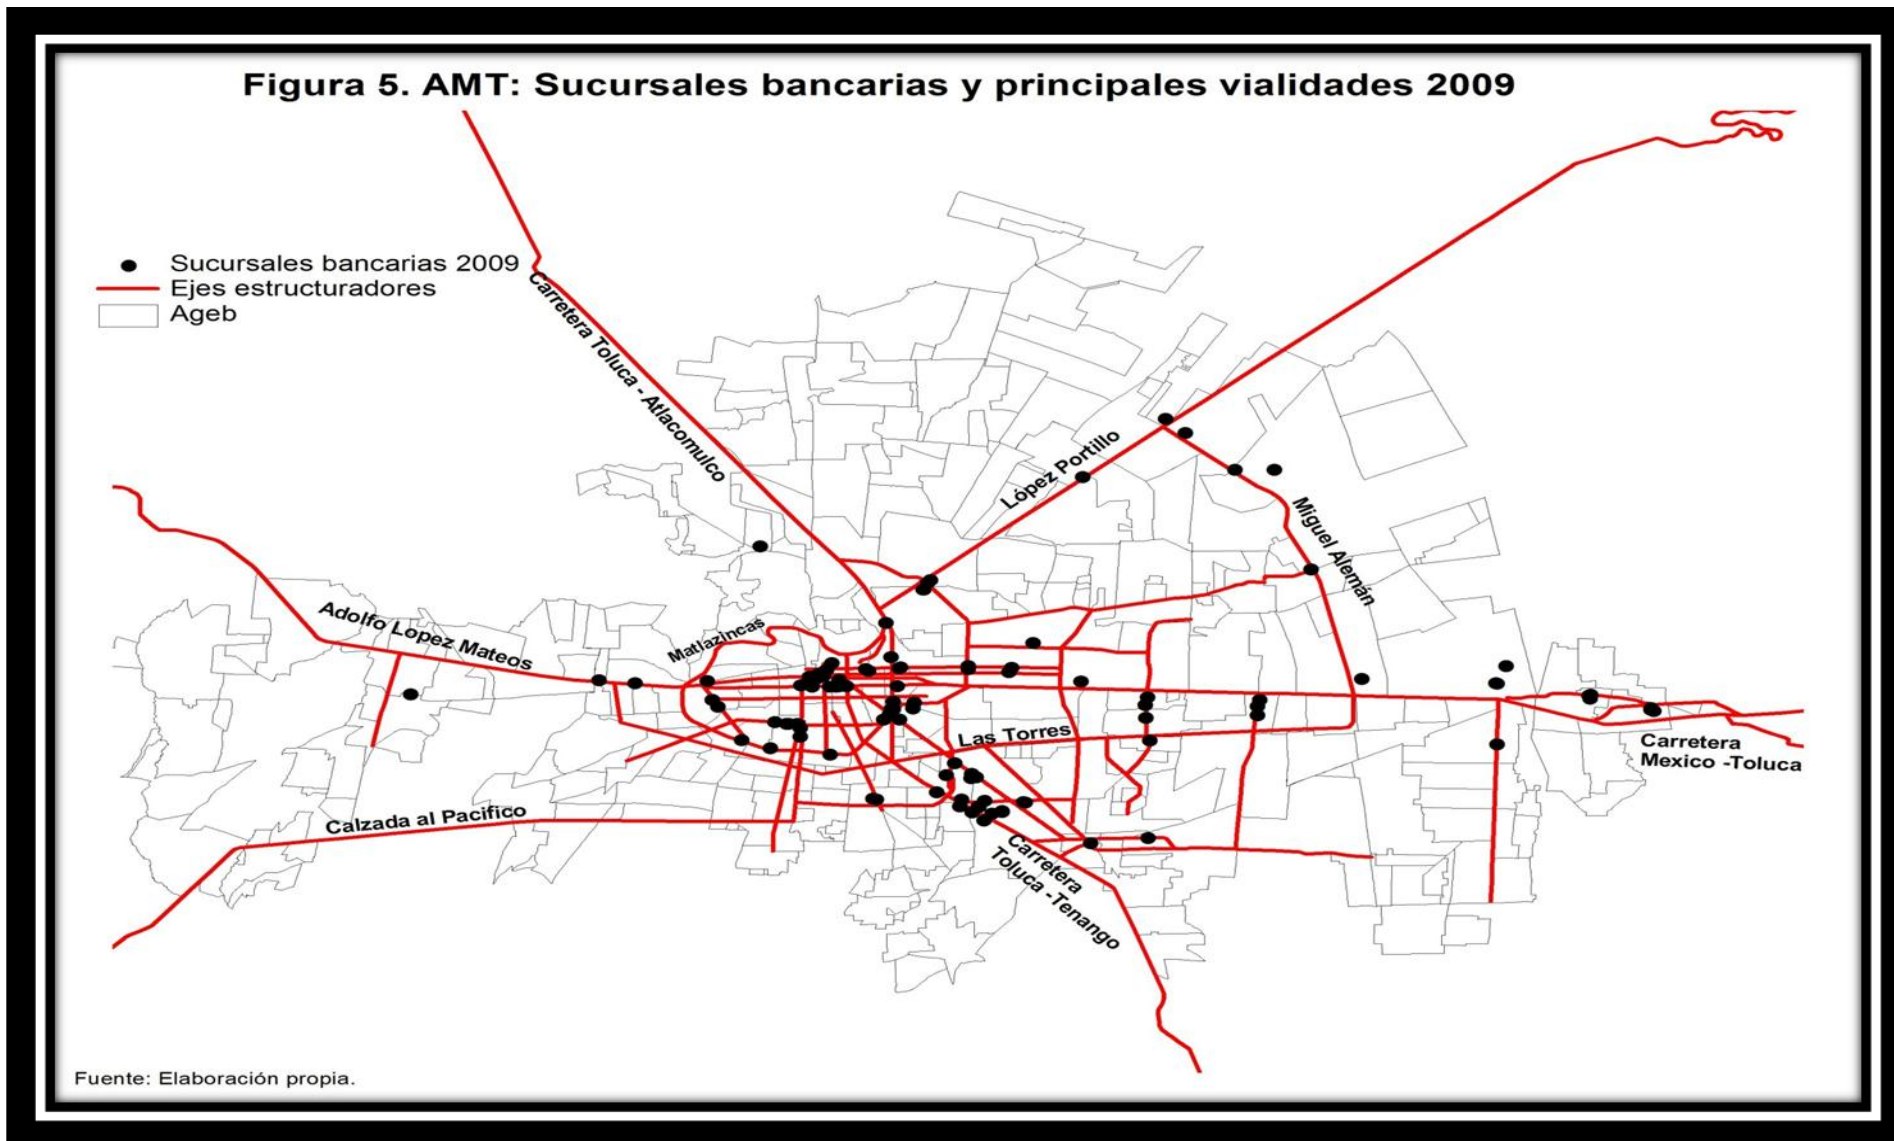 Figura 5. AMT: Sucursales bancarias y principales vialidades 2009
Sucursales bancarias 2009
Ejes estructuradores
Ageb
Carretera Toluca - Atlacomulco
López Portillo
Miguel Alemán
Adolfo Lopez Mateos
Matlazincas
Las Torres
Carretera
Mexico -Toluca
Calzada al Pacifico
Carretera
Toluca -Tenango
Fuente: Elaboración propia.